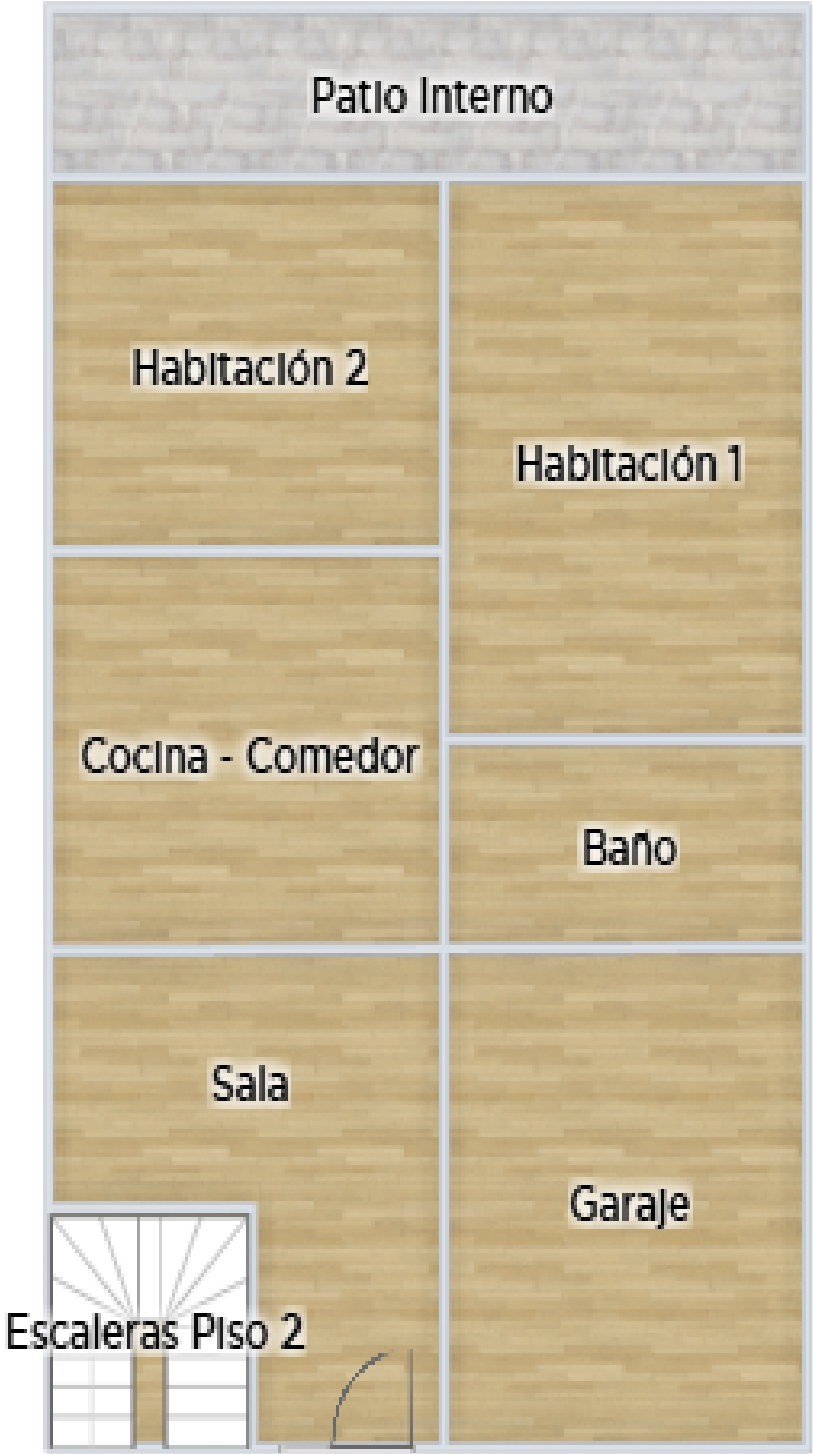 Patio Interno
Habitación 2
Habitación 1
Cocina - Comedor
Baño
Sala
Garaje
Escaleras Piso 2